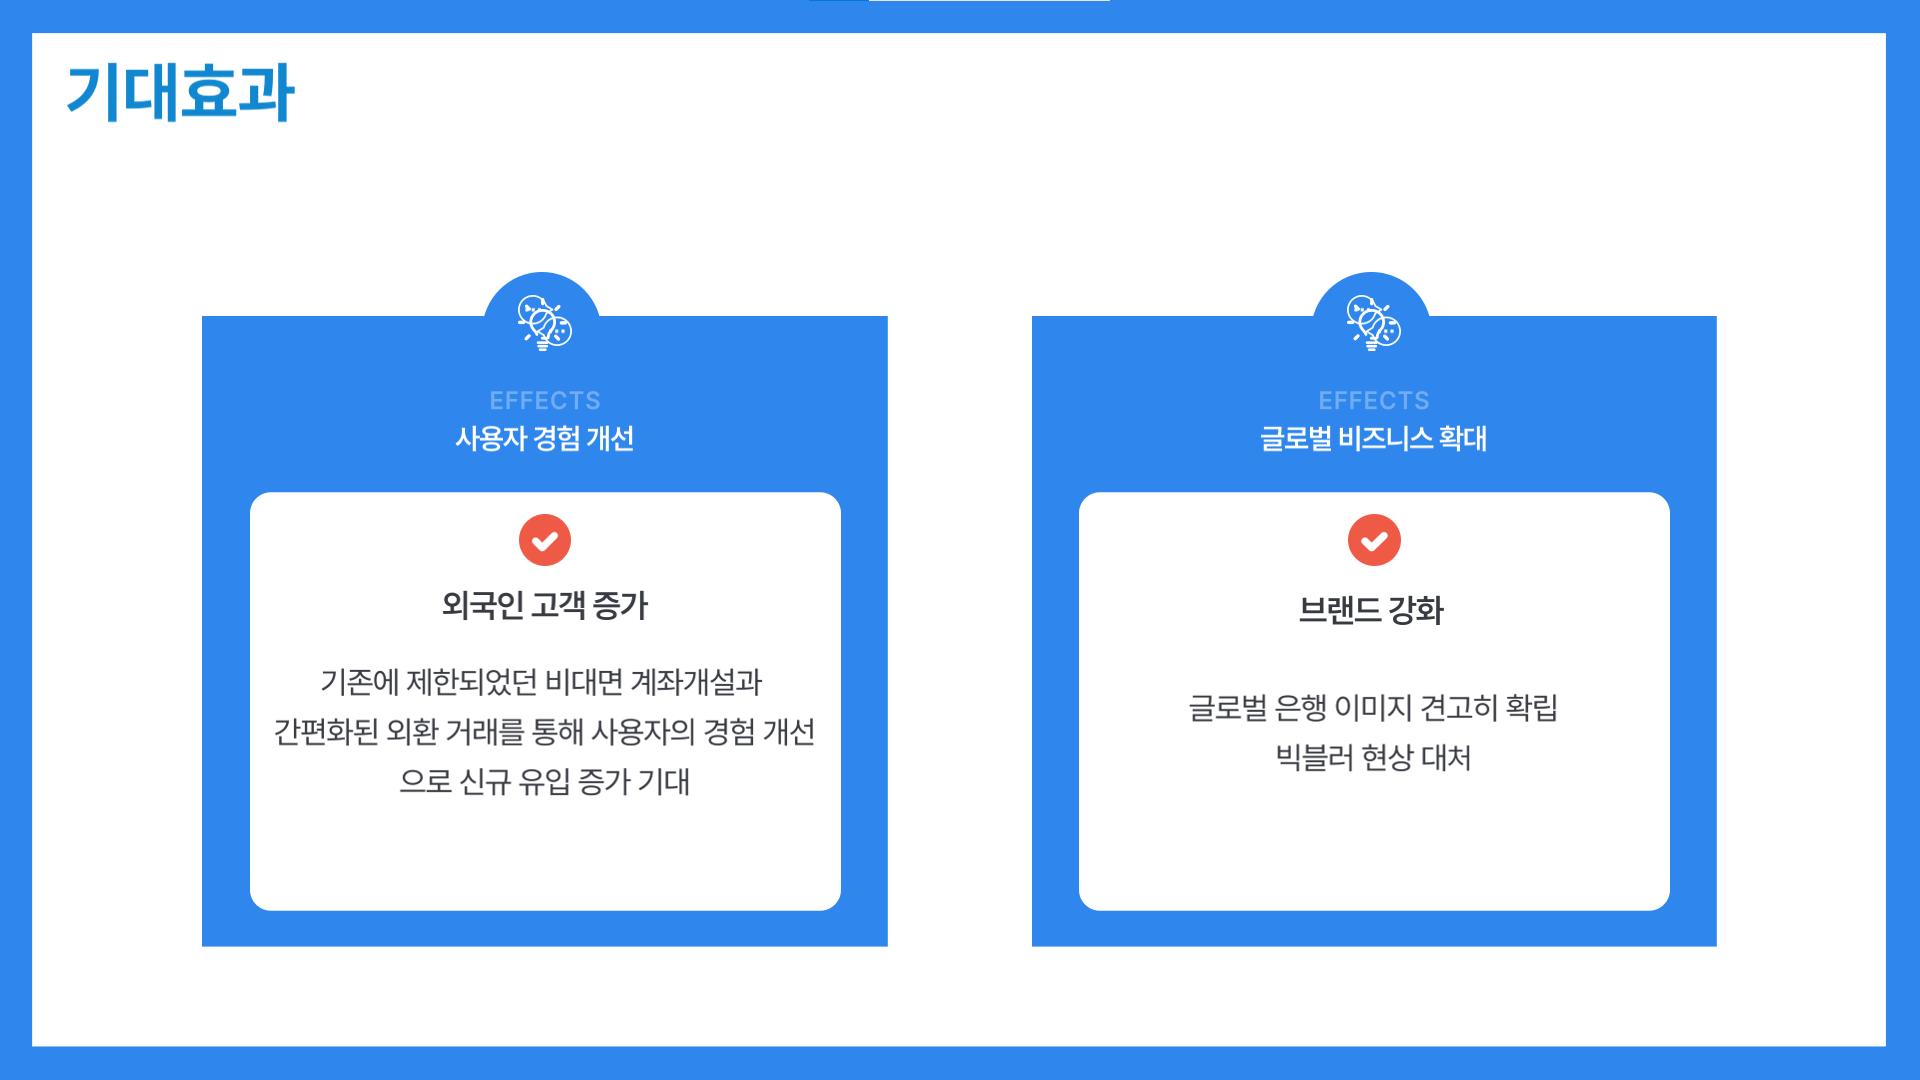 기대효과
EFFECTS
사용자 경험 개선
외국인 고객 증가
기존에 제한되었던 비대면 계좌개설과
간편화된 외환 거래를 통해 사용자의 경험 개선
으로 신규 유입 증가 기대
EFFECTS
글로벌 비즈니스 확대
브랜드 강화
글로벌 은행 이미지 견고히 확립
빅블러 현상 대처